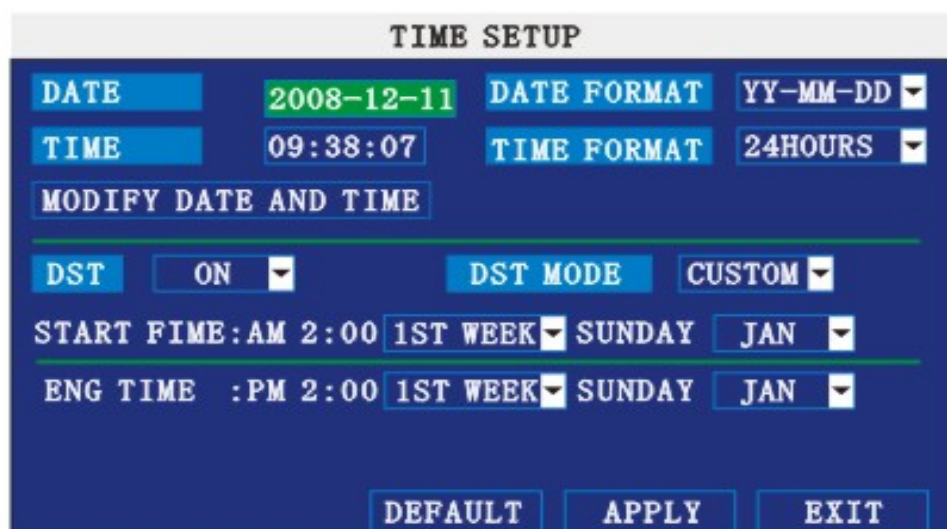 TIME SETUP
DATE 2008-12-11 DATE FORMAT YY-MM-DD
TIME 09:38:07 TIME FORMAT 24HOURS
MODIFY DATE AND TIME
DST ON DST MODE CUSTOM
START FIME:AM 2:00 1ST WEEK SUNDAY JAN
ENG TIME :PM 2:00 1ST WEEK SUNDAY JAN
DEFAULT APPLY EXIT